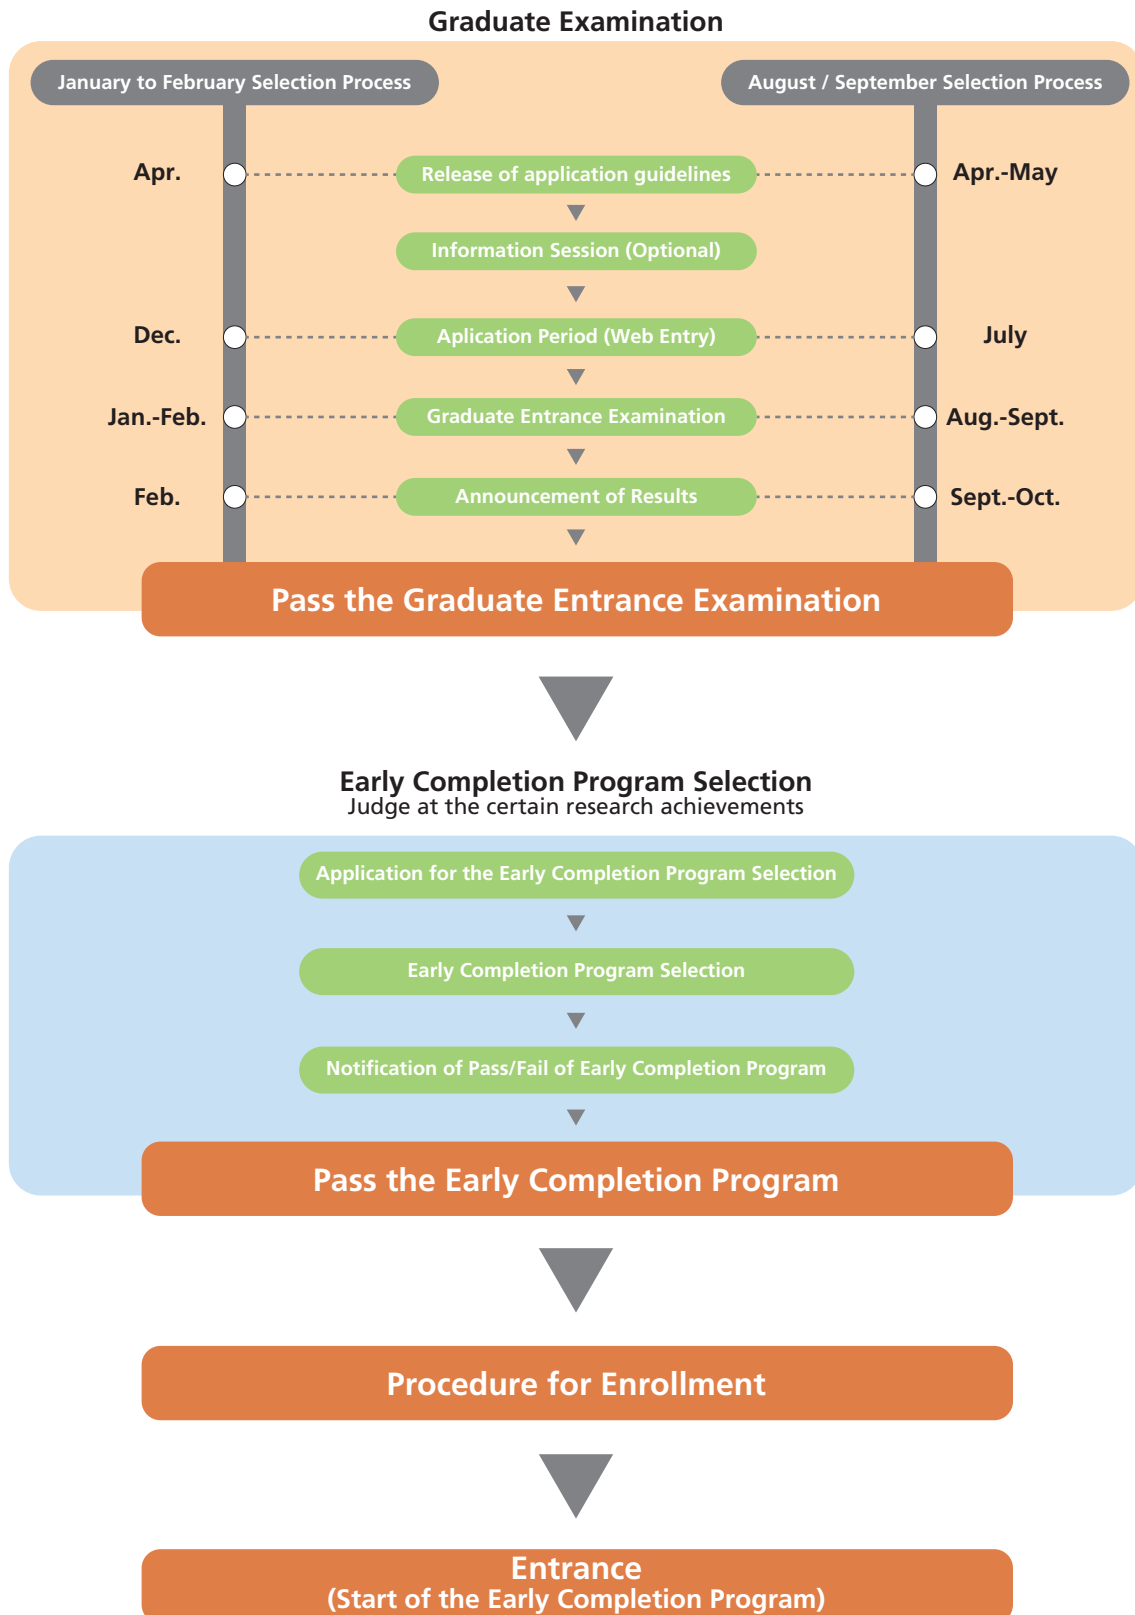 Graduate Examination
January to February Selection Process
August / September Selection Process
Apr.
Release of application guidelines
Apr.-May
Information Session (Optional)
Dec.
Aplication Period (Web Entry)
July
Jan.-Feb.
Graduate Entrance Examination
Aug.-Sept.
Feb.
Announcement of Results
Sept.-Oct.
Pass the Graduate Entrance Examination
Early Completion Program Selection
Judge at the certain research achievements
Application for the Early Completion Program Selection
Early Completion Program Selection
Notification of Pass/Fail of Early Completion Program
Pass the Early Completion Program
Procedure for Enrollment
Entrance
(Start of the Early Completion Program)